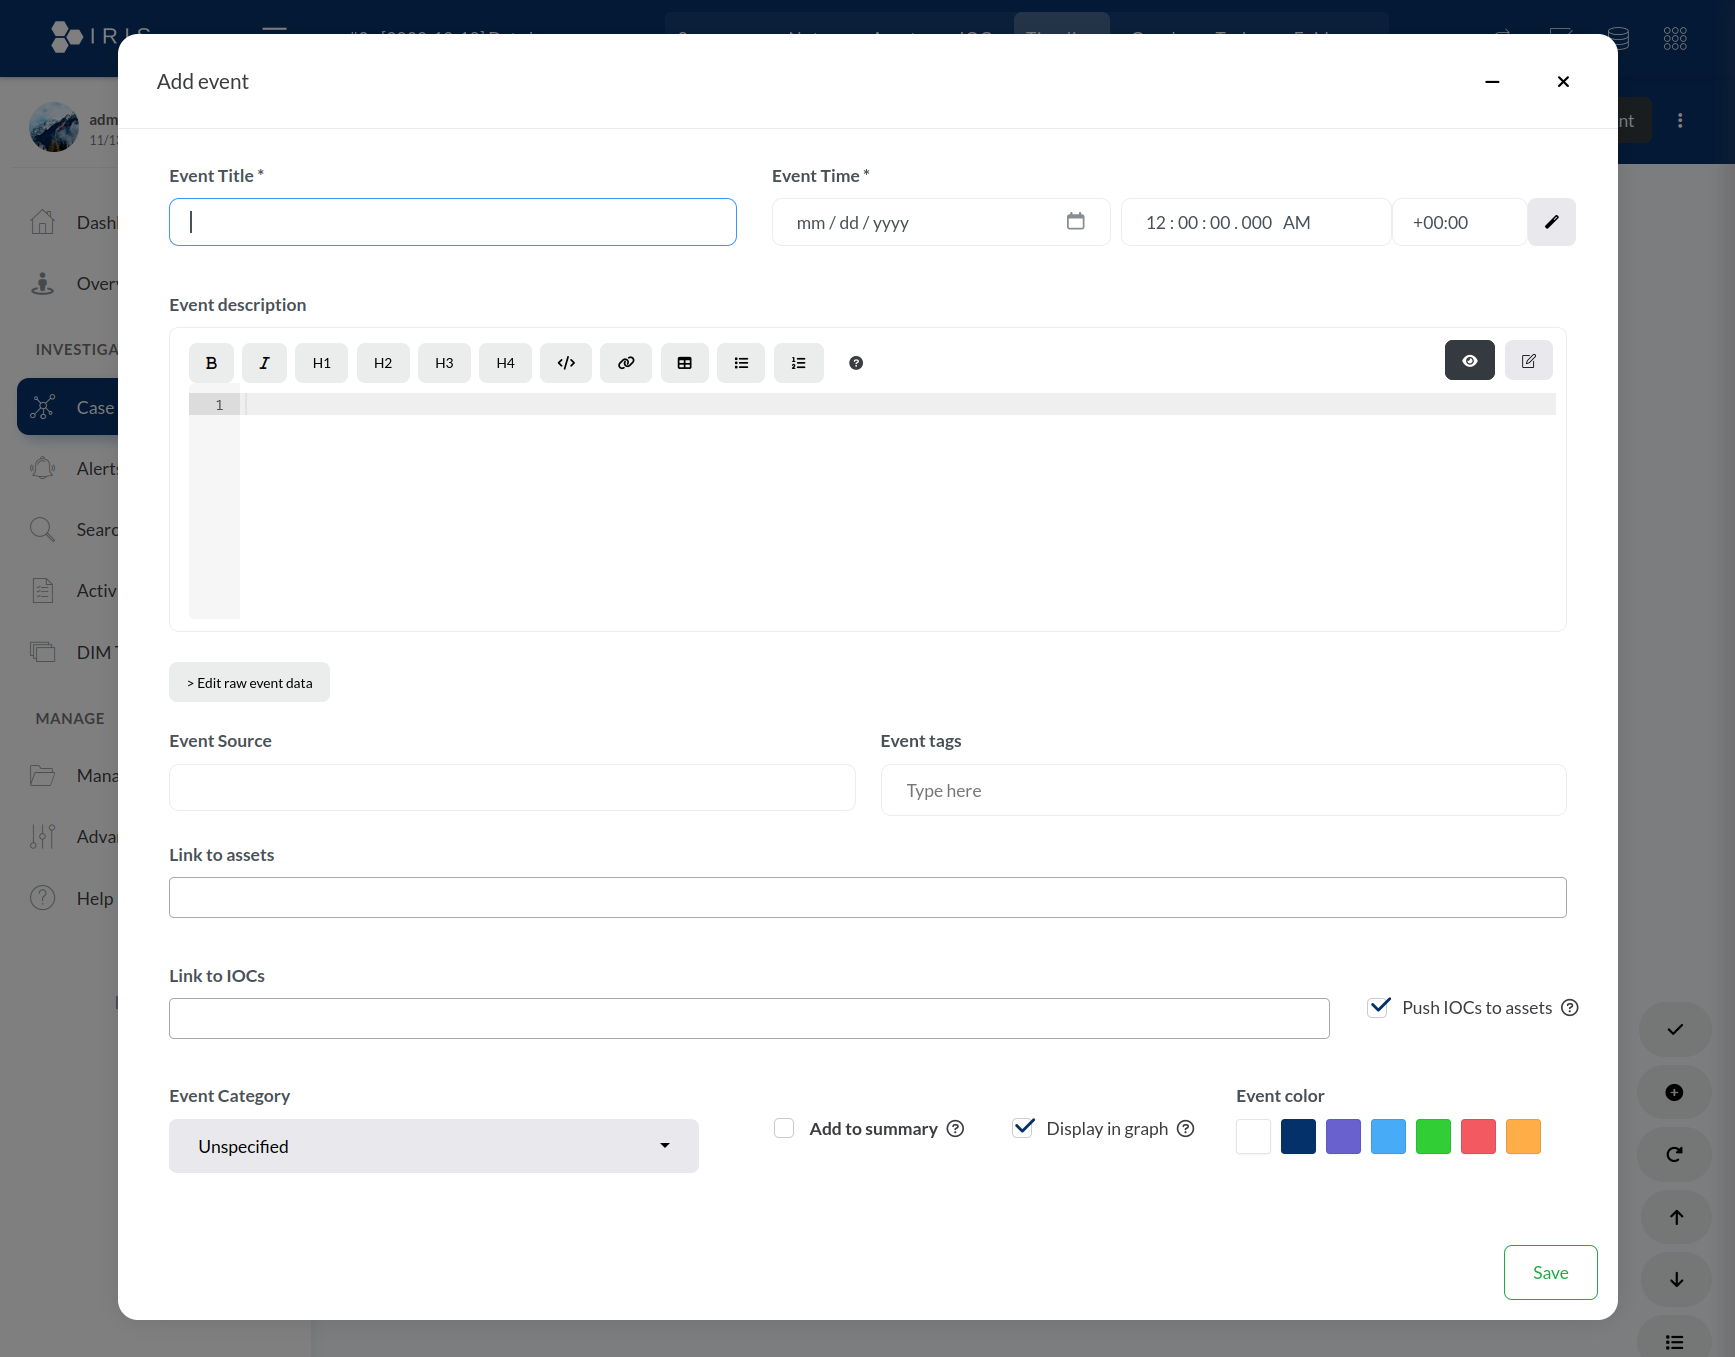 IRIS
Add event
adm
11/1
nt
Event Title *
Event Time *
mm / dd / yyyy
12 : 00 : 00 . 000 AM
+00:00
Dash
Over
Event description
INVESTIGA
B I H1 H2 H3 H4 </>
1
Case
Alerts
Searc
Activ
DIM
> Edit raw event data
MANAGE
Event Source
Event tags
Mana
Type here
Adva
Link to assets
Help
Link to IOCs
Push IOCs to assets
Event Category
Event color
Unspecified
Add to summary
Display in graph
Save